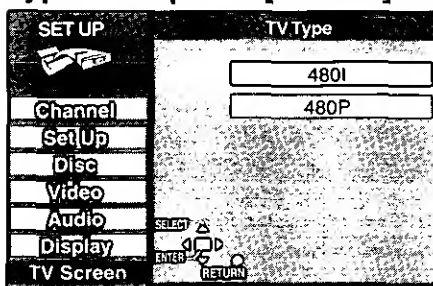 SET UP
TV Type
480I
480P
Channel
Set Up
Disc
Video
Audio
Display
TV Screen
SELECT
ENTER
RETURN